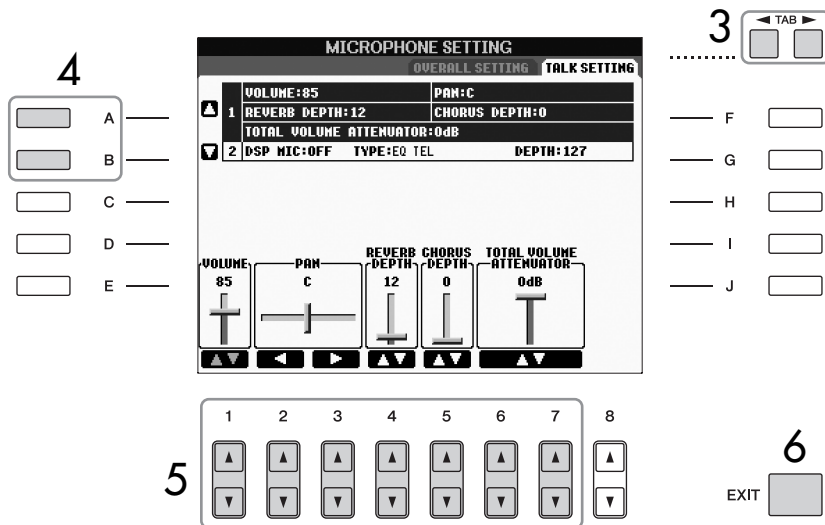 3
◄ TAB ►
MICROPHONE SETTING
OVERALL SETTING TALK SETTING
4
VOLUME:85 PAN:C
1 REVERB DEPTH:12 CHORUS DEPTH:0
TOTAL VOLUME ATTENUATOR:0dB
2 DSP MIC:OFF TYPE:EQ TEL DEPTH:127
A
B
C
D
E
F
G
H
I
J
VOLUME
85
PAN
C
REVERB DEPTH
12
CHORUS DEPTH
0
TOTAL VOLUME ATTENUATOR
0dB
1 2 3 4 5 6 7 8
5
6
EXIT